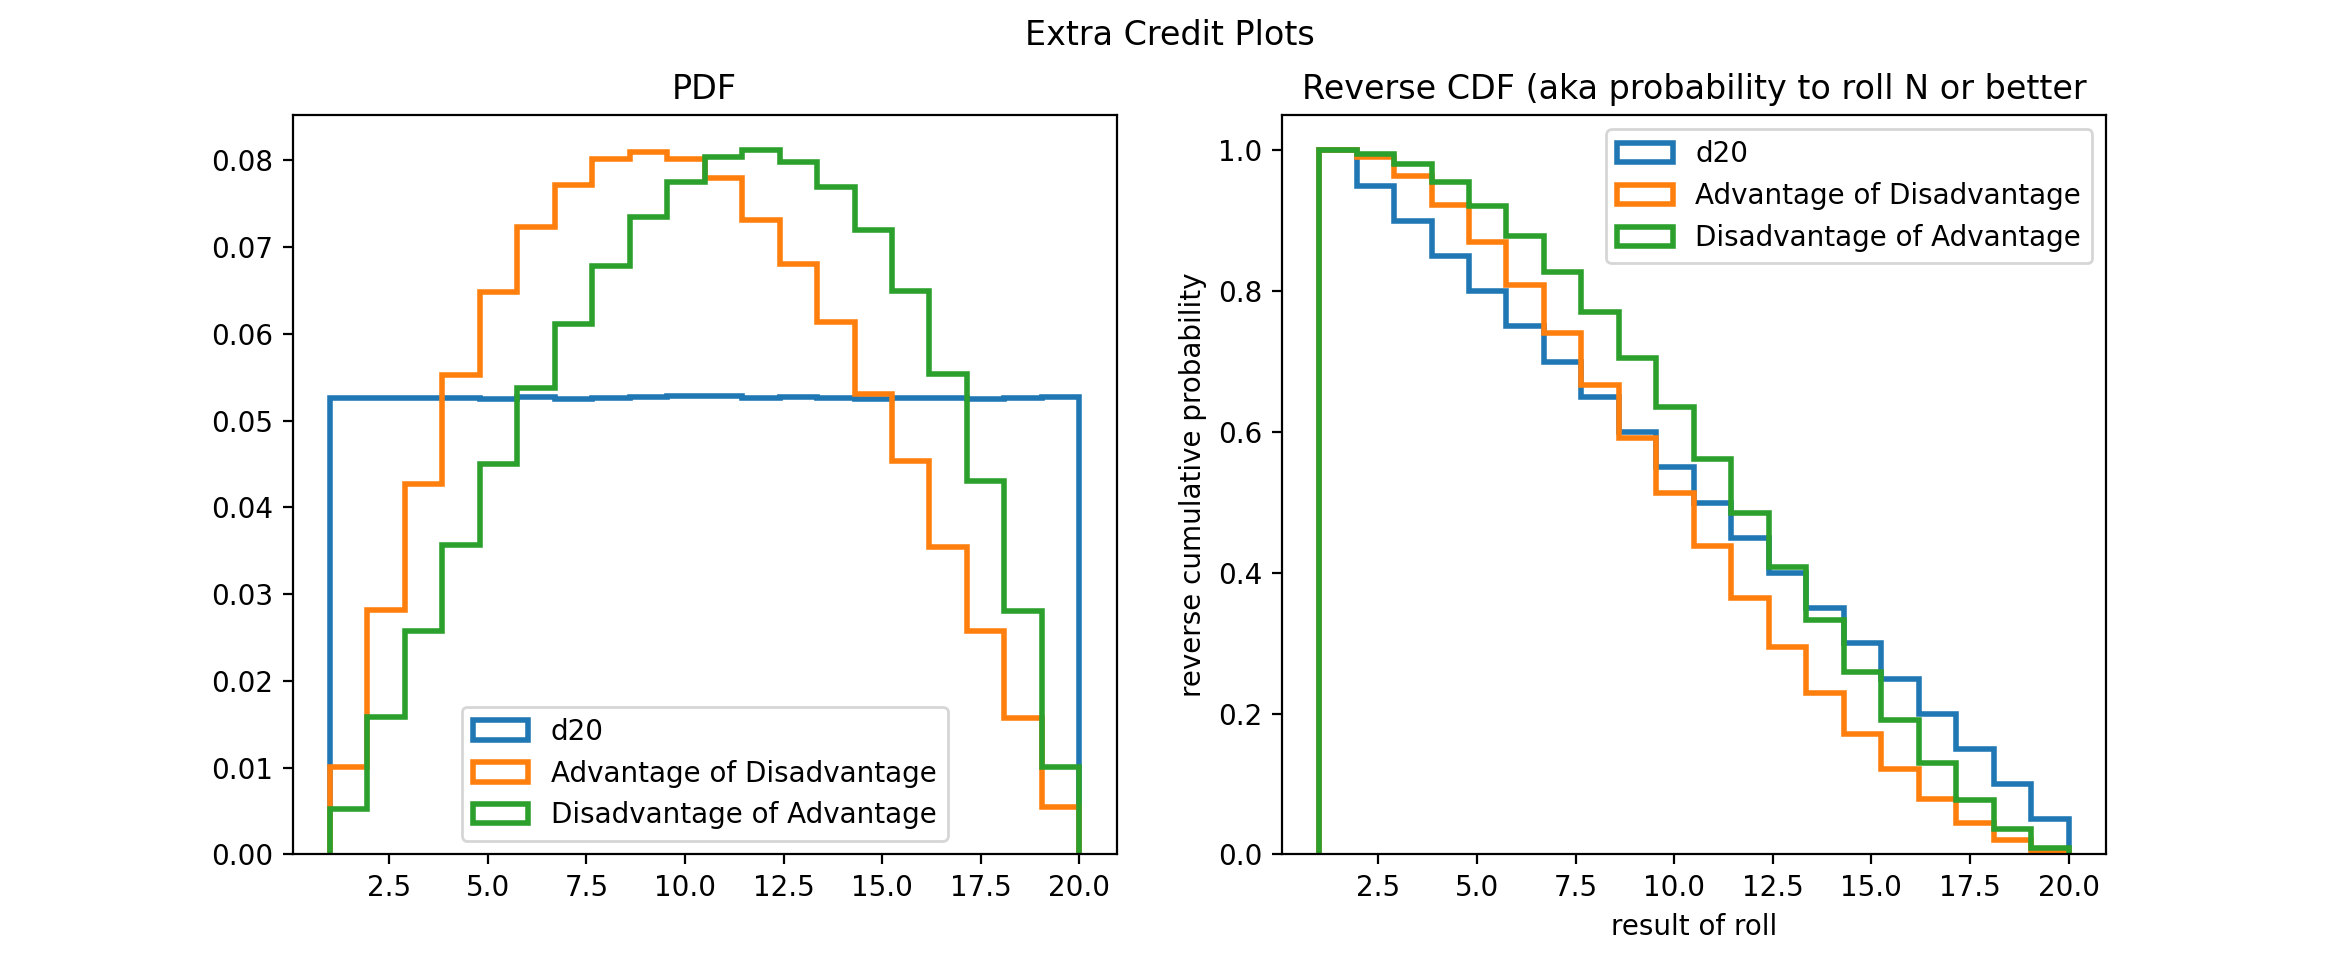 Extra Credit Plots
PDF
0.08
0.07
0.06
0.05
0.04
0.03
0.02
0.01
0.00
2.5 5.0 7.5 10.0 12.5 15.0 17.5 20.0
d20
Advantage of Disadvantage
Disadvantage of Advantage
Reverse CDF (aka probability to roll N or better
reverse cumulative probability
1.0
0.8
0.6
0.4
0.2
0.0
2.5 5.0 7.5 10.0 12.5 15.0 17.5 20.0
result of roll
d20
Advantage of Disadvantage
Disadvantage of Advantage